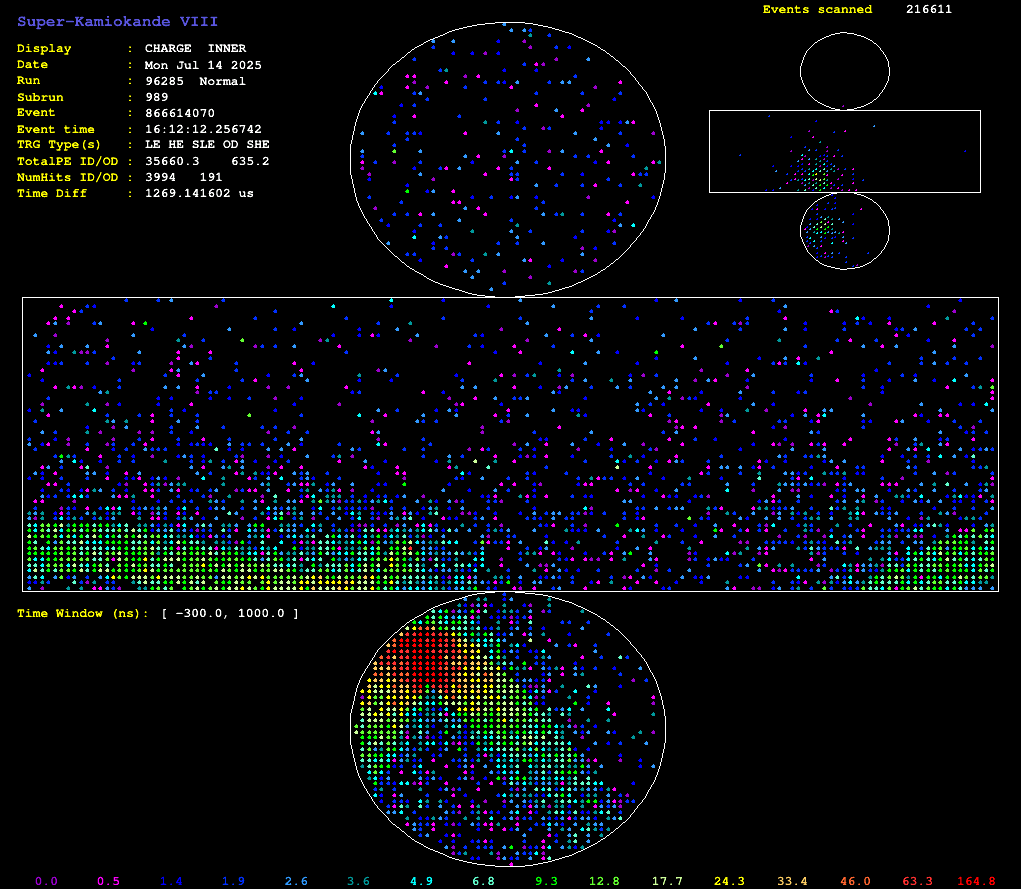 Super-Kamiokande VIII
Events scanned 216611
Display : CHARGE INNER
Date : Mon Jul 14 2025
Run : 96285 Normal
Subrun : 989
Event : 866614070
Event time : 16:12:12.256742
TRG Type(s) : LE HE SLE OD SHE
TotalPE ID/OD : 35660.3 635.2
NumHits ID/OD : 3994 191
Time Diff : 1269.141602 us
Time Window (ns): [ -300.0, 1000.0 ]
0.0 0.5 1.4 1.9 2.6 3.6 4.9 6.8 9.3 12.8 17.7 24.3 33.4 46.0 63.3 164.8